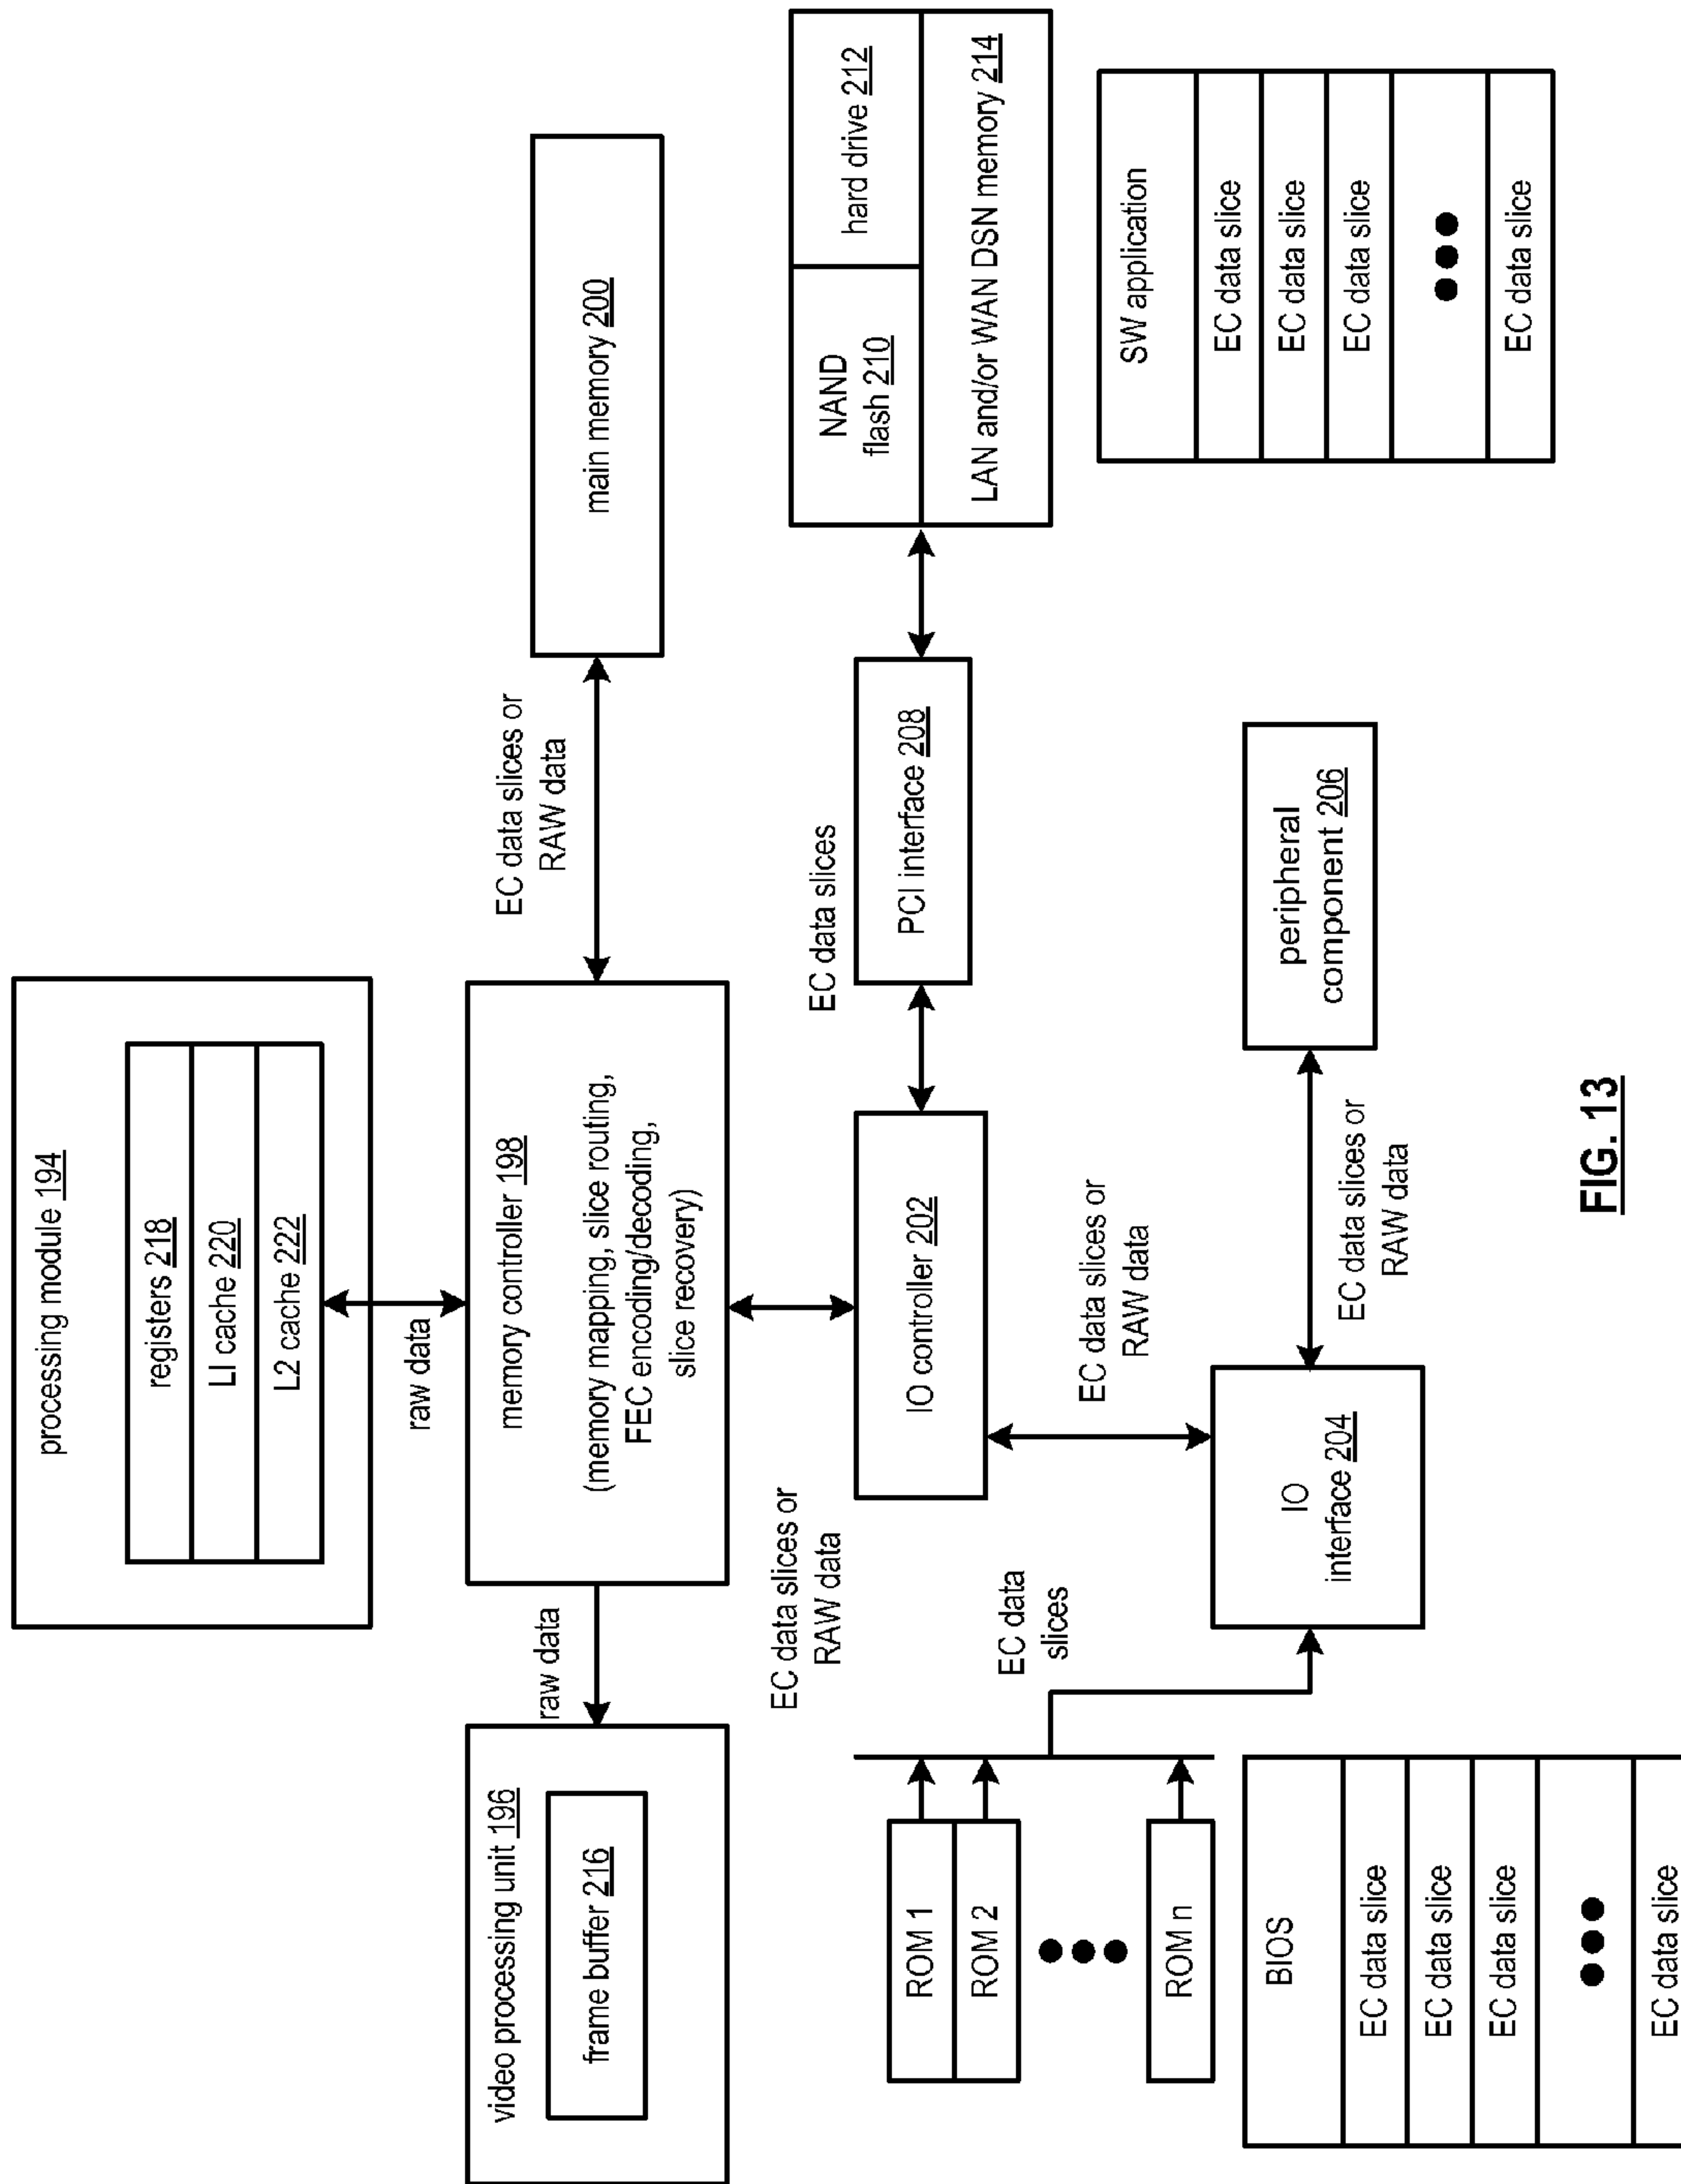 processing module 194
registers 218
LI cache 220
L2 cache 222
raw data
video processing unit 196
frame buffer 216
raw data
memory controller 198
(memory mapping, slice routing,
FEC encoding/decoding,
slice recovery)
EC data slices or
RAW data
main memory 200
EC data slices or
RAW data
IO controller 202
EC data slices
PCI interface 208
NAND
flash 210
hard drive 212
LAN and/or WAN DSN memory 214
ROM 1
ROM 2
ROM n
EC data
slices
EC data slices or
RAW data
IO
interface 204
EC data slices or
RAW data
peripheral
component 206
SW application
EC data slice
EC data slice
EC data slice
EC data slice
BIOS
EC data slice
EC data slice
EC data slice
EC data slice
FIG. 13